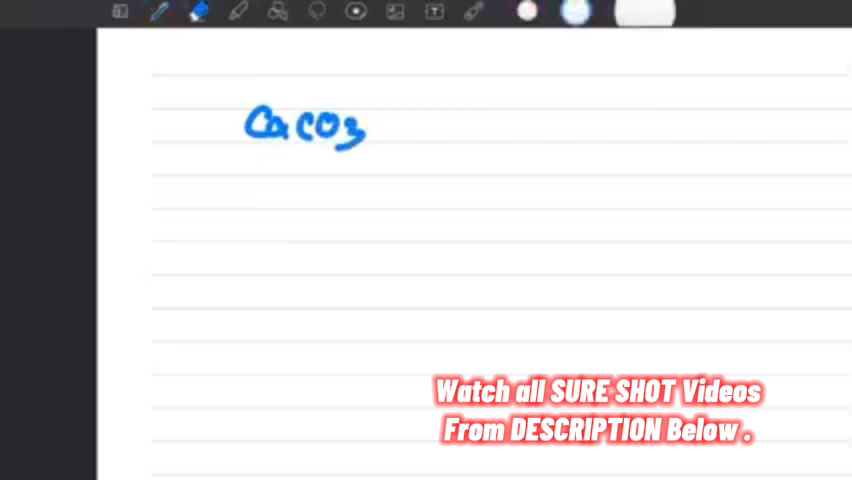 CaCO3
Watch all SURE SHOT Videos
From DESCRIPTION Below .